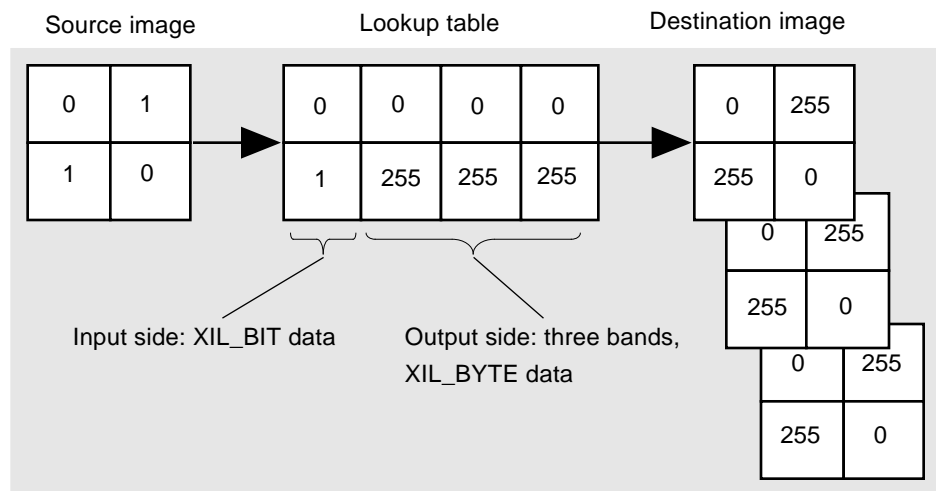 Source image
Lookup table
Destination image
0 1
1 0
0 0 0 0
1 255 255 255
0 255
255 0
0 255
255 0
0 255
255 0
Input side: XIL_BIT data
Output side: three bands,
XIL_BYTE data